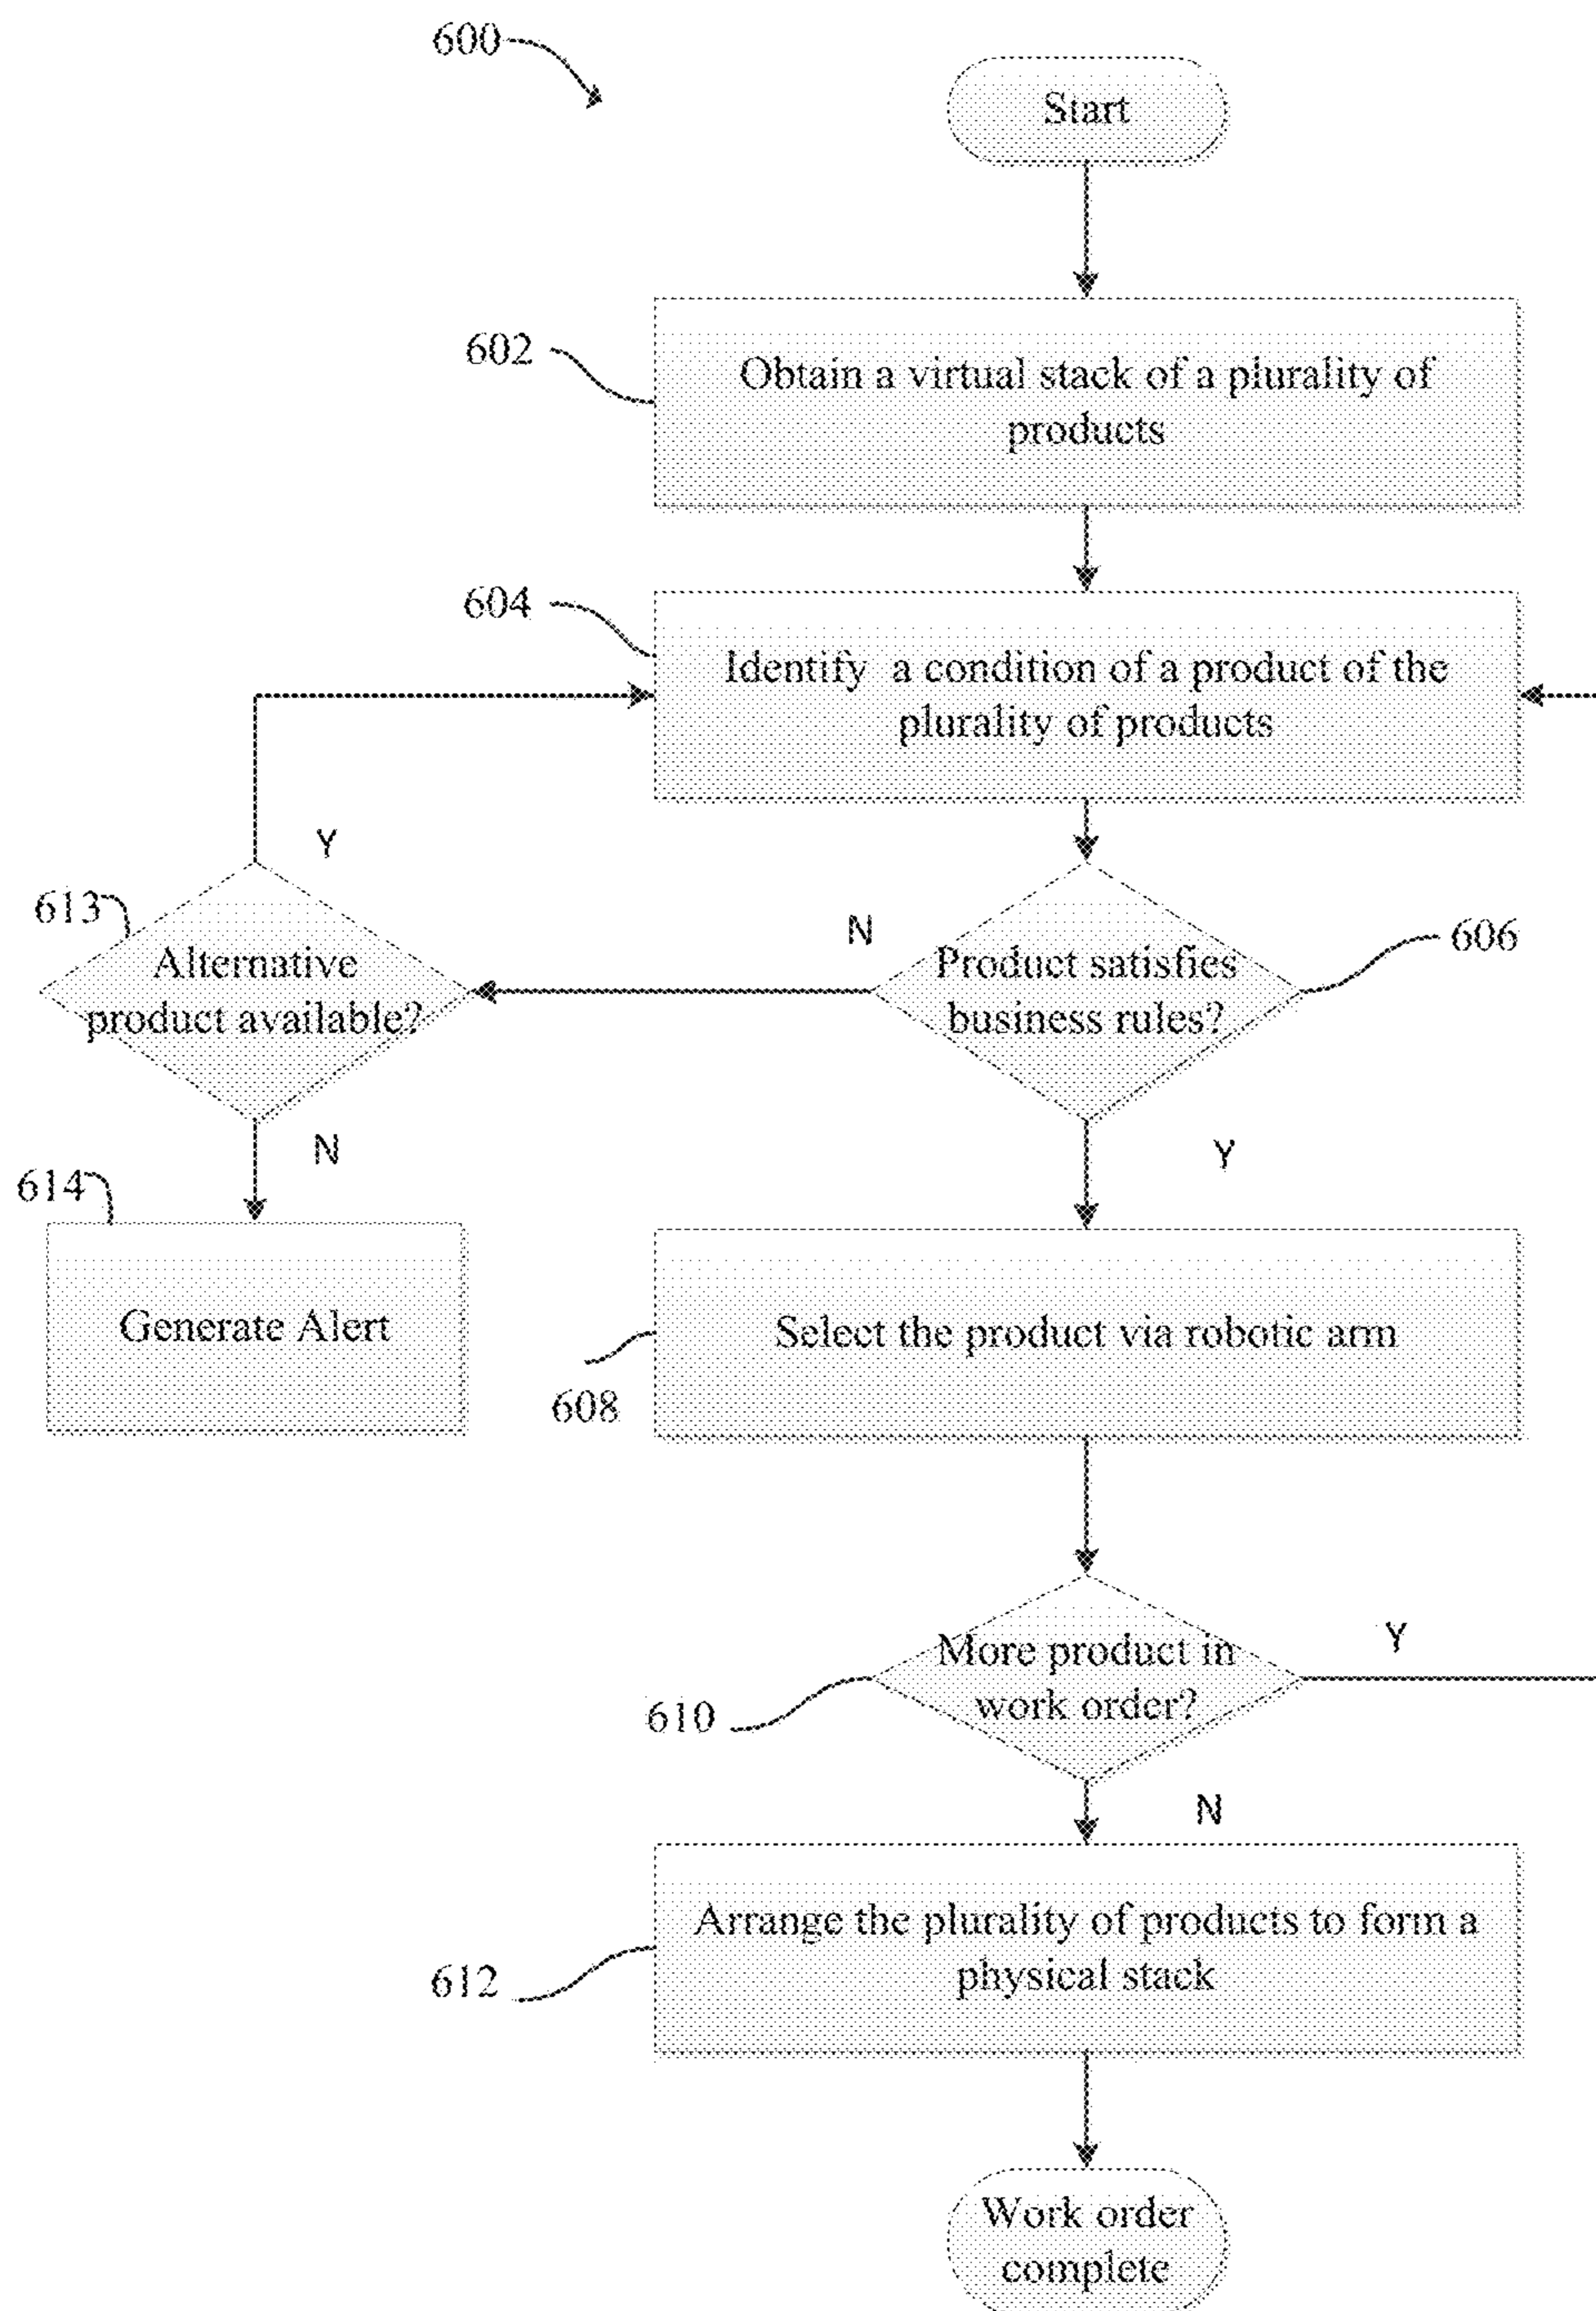 600
Start
602
Obtain a virtual stack of a plurality of
products
604
Identify a condition of a product of the
plurality of products
Y
613
Alternative
product available?
N
Product satisfies
business rules?
606
N
Y
614
Generate Alert
Select the product via robotic arm
608
More product in
work order?
Y
610
N
Arrange the plurality of products to form a
physical stack
612
Work order
complete